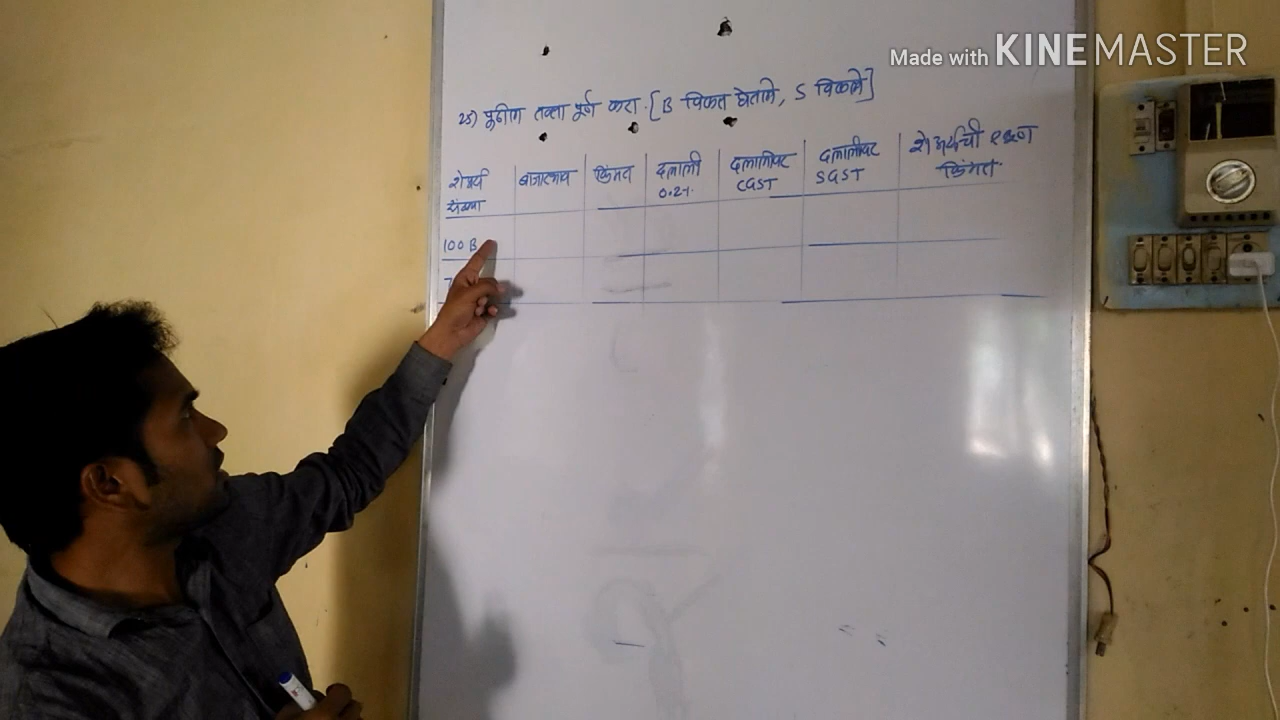 Made with KINEMASTER
25) पुढील तक्ता पूर्ण करा. [B विकत घेतले, S विकले]
शेअर्स संख्या
बाजारभाव
किंमत
दलाली 0.2%
दलालीवर CGST
दलालीवर SGST
शेअर्सची एकूण किंमत
100 B
7